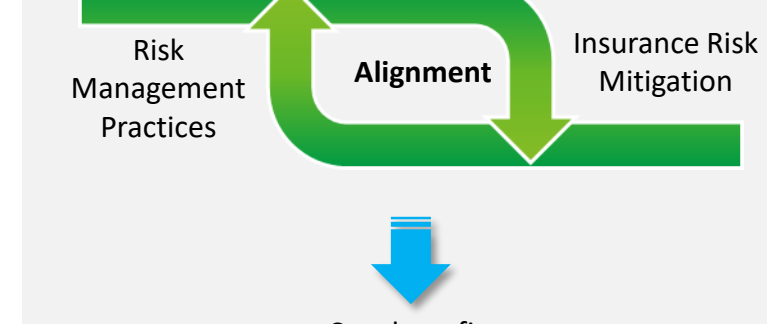 Risk
Management
Practices
Alignment
Insurance Risk
Mitigation